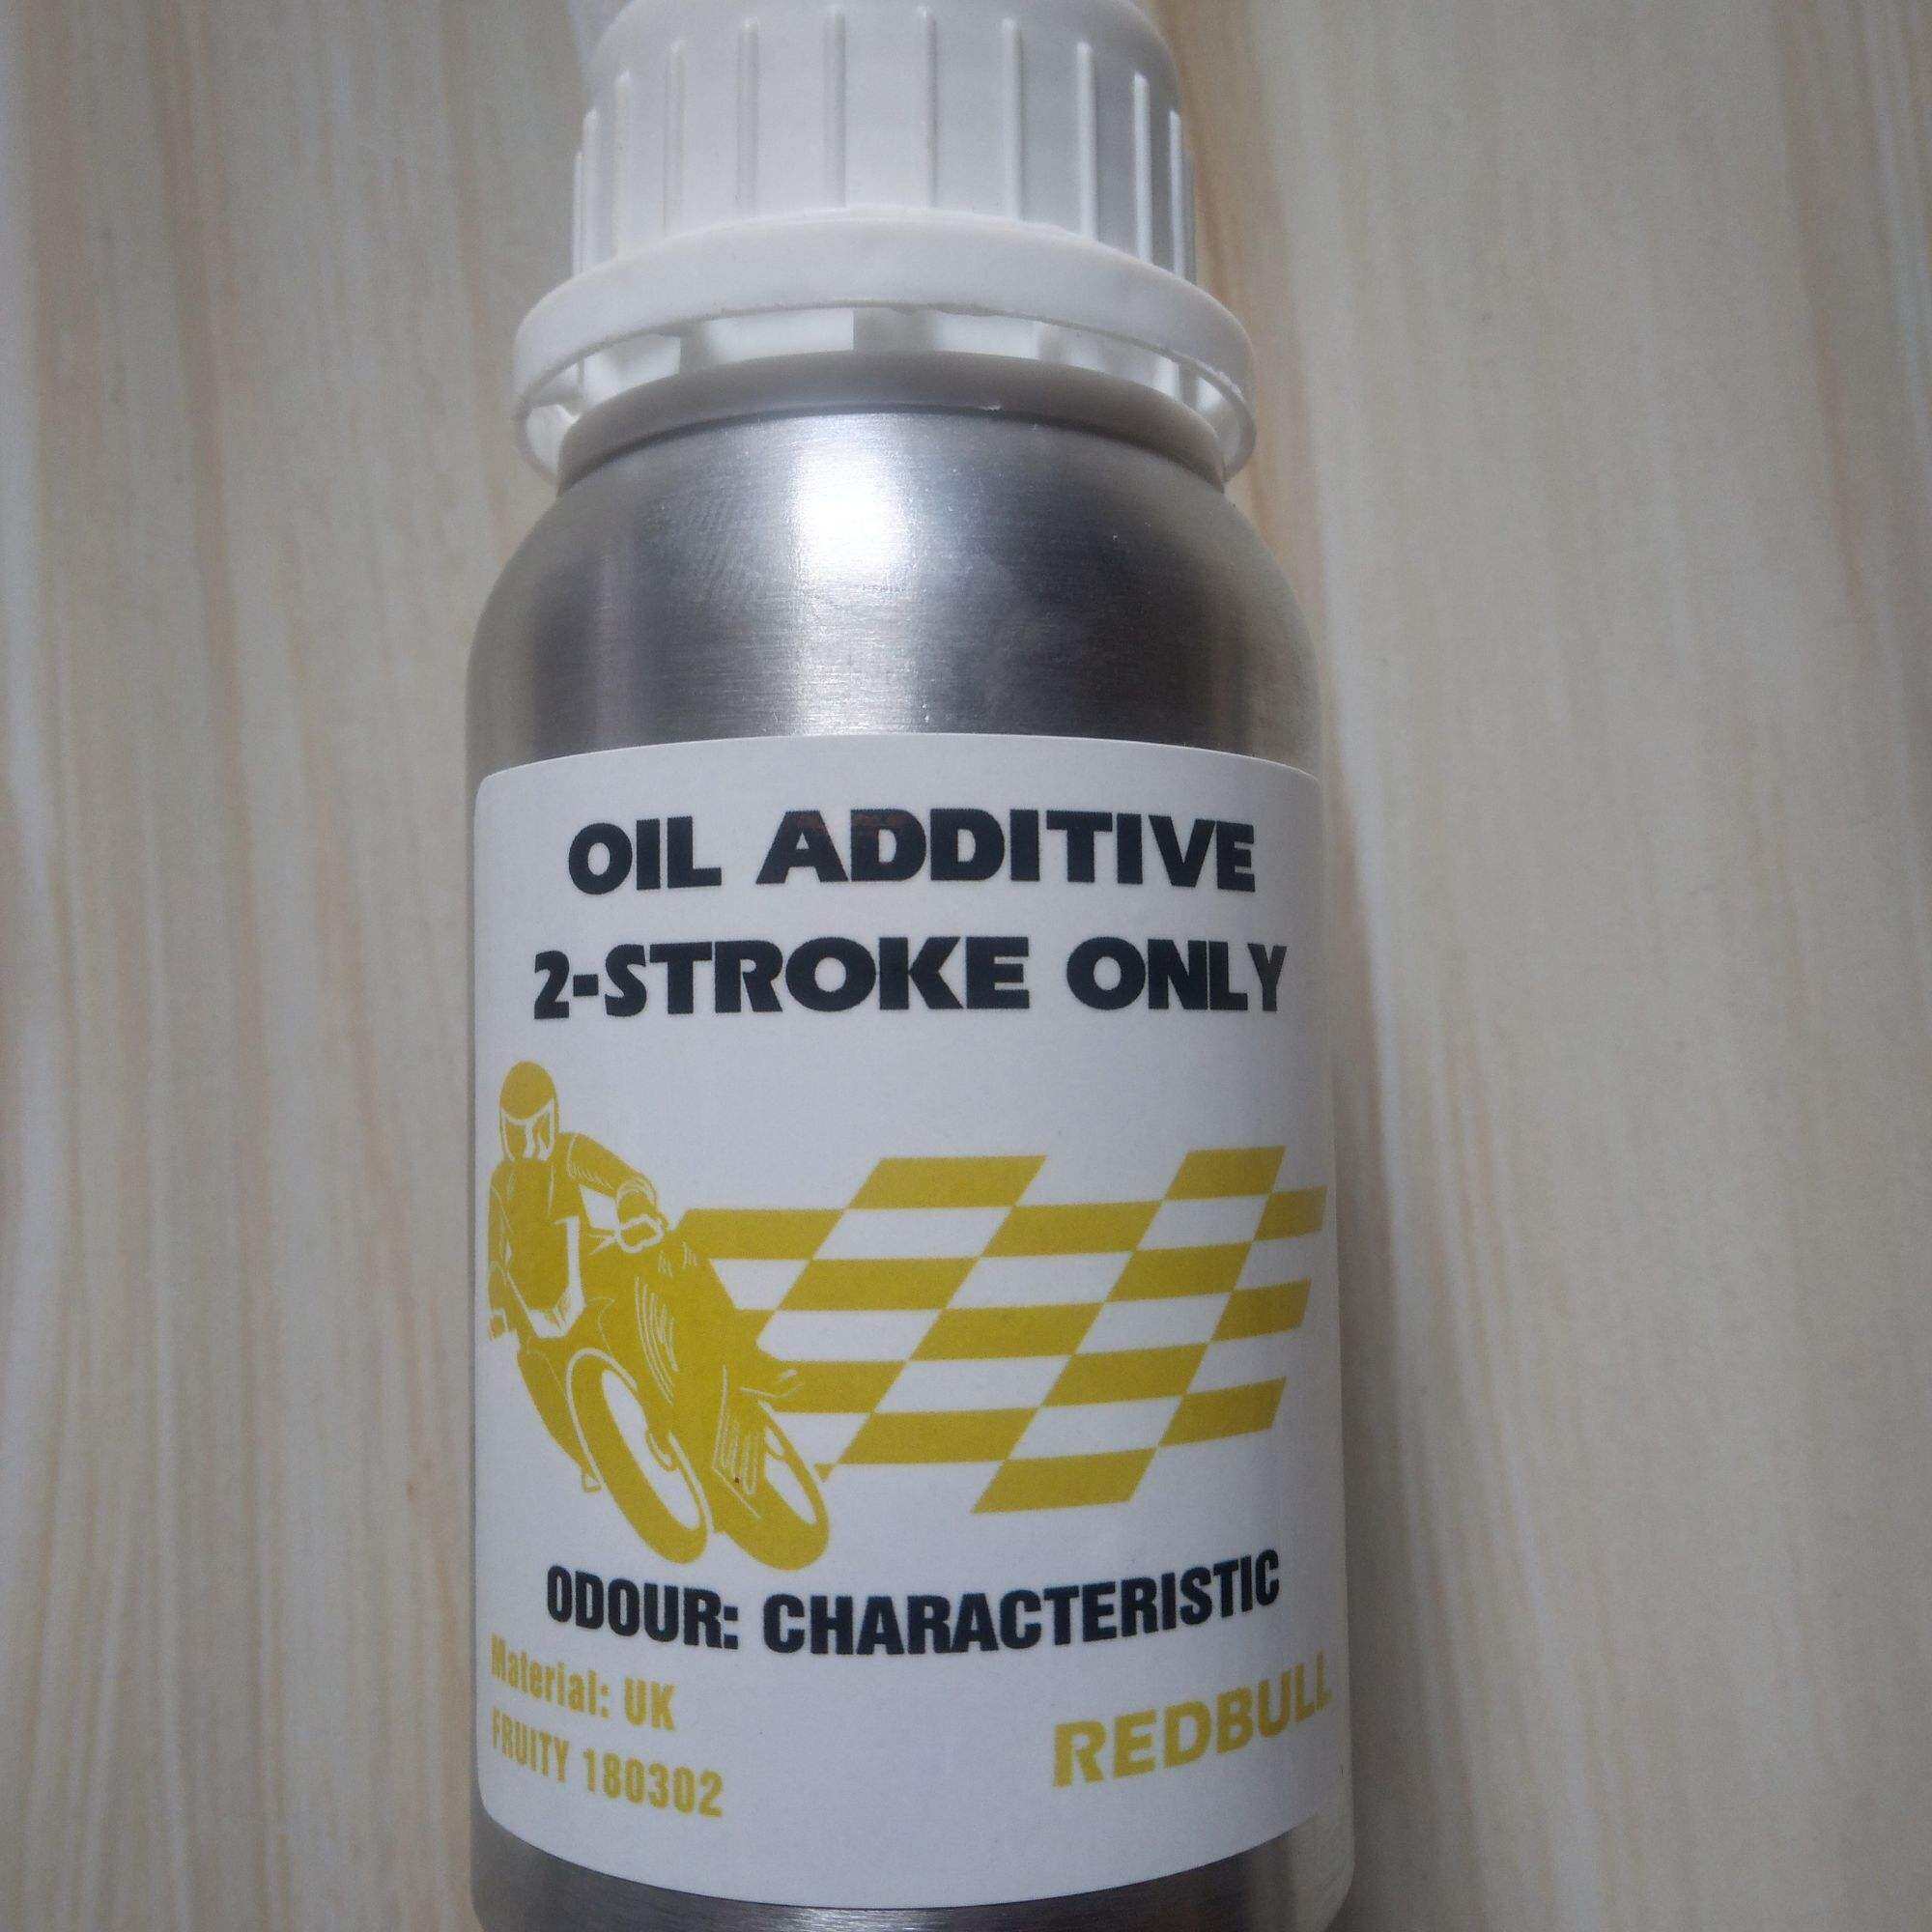 OIL ADDITIVE
2-STROKE ONLY
ODOUR: CHARACTERISTIC
Material: UK
FRUITY 180302
REDBULL